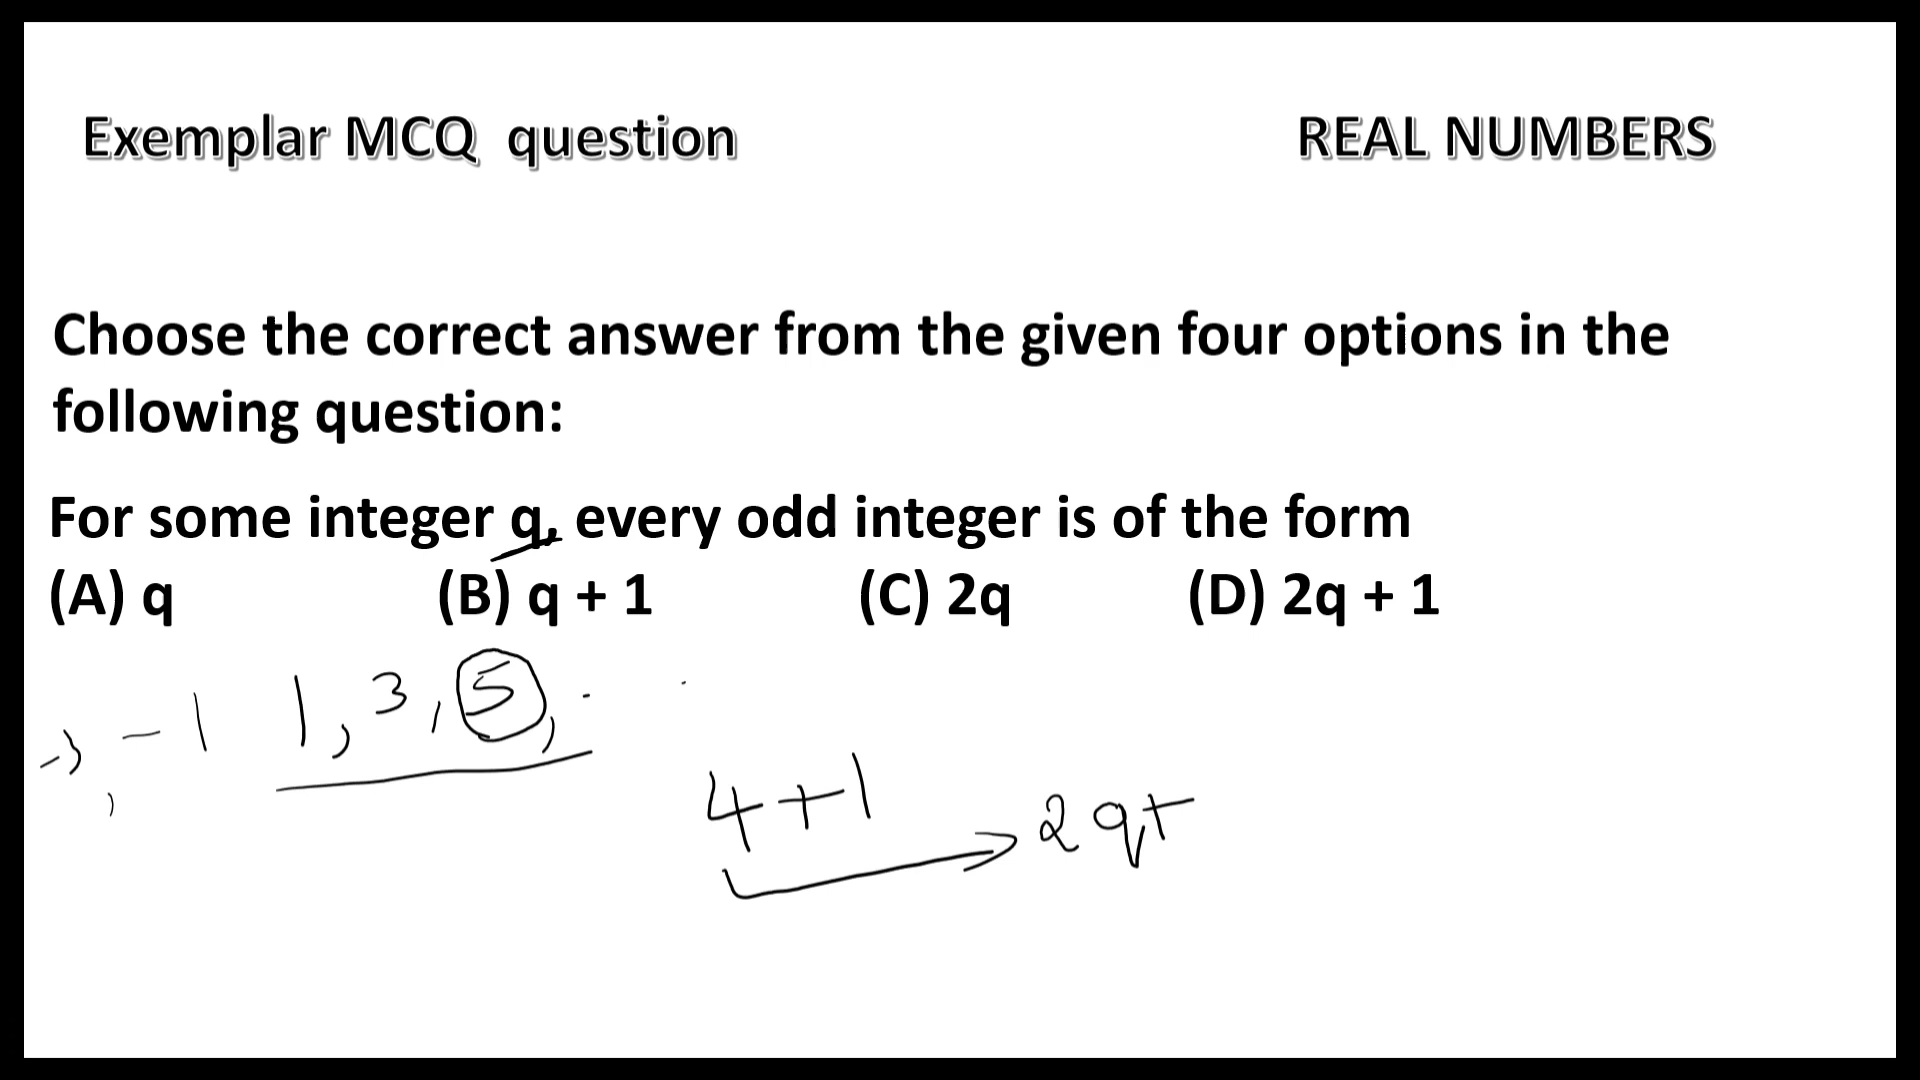 Exemplar MCQ question REAL NUMBERS
Choose the correct answer from the given four options in the
following question:
For some integer q, every odd integer is of the form
(A) q (B) q + 1 (C) 2q (D) 2q + 1
-3, -1 1, 3, 5,
4+1 2q+